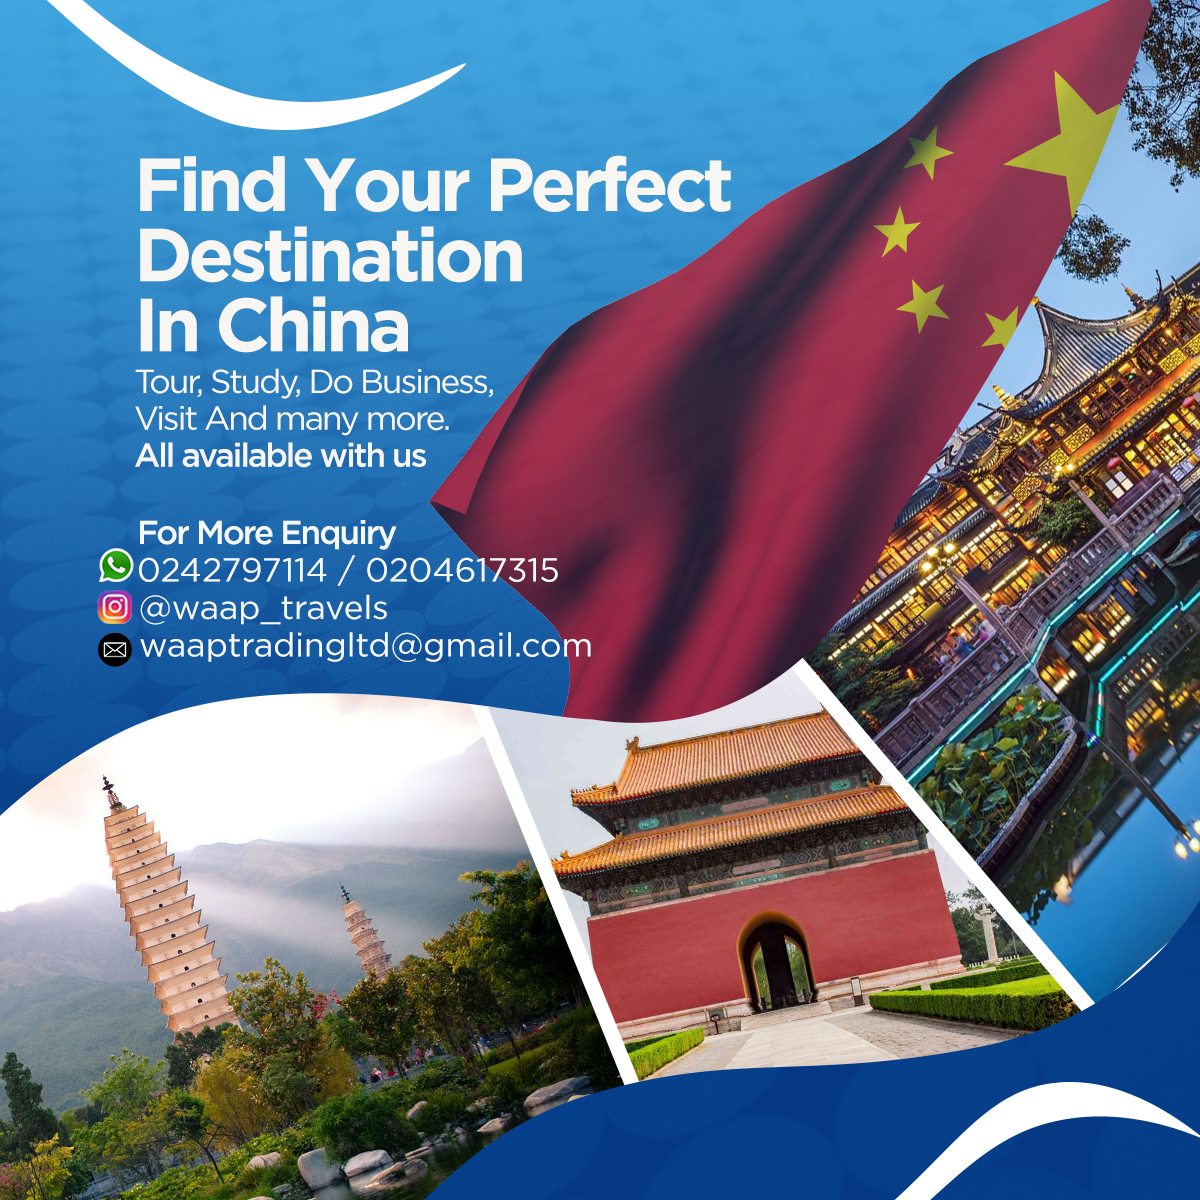 Find Your Perfect
Destination
In China
Tour, Study, Do Business,
Visit And many more.
All available with us
For More Enquiry
0242797114 / 0204617315
@waap_travels
waaptradingltd@gmail.com